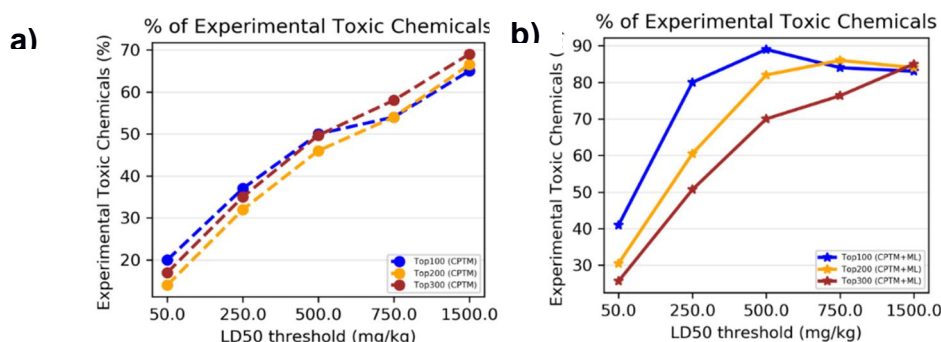 a)
% of Experimental Toxic Chemicals
Experimental Toxic Chemicals (%)
70
60
50
40
30
20
50.0 250.0 500.0 750.0 1500.0
LD50 threshold (mg/kg)
Top100 (CPTM)
Top200 (CPTM)
Top300 (CPTM)
b)
% of Experimental Toxic Chemicals
Experimental Toxic Chemicals (
90
80
70
60
50
40
30
50.0 250.0 500.0 750.0 1500.0
LD50 threshold (mg/kg)
Top100 (CPTM+ML)
Top200 (CPTM+ML)
Top300 (CPTM+ML)